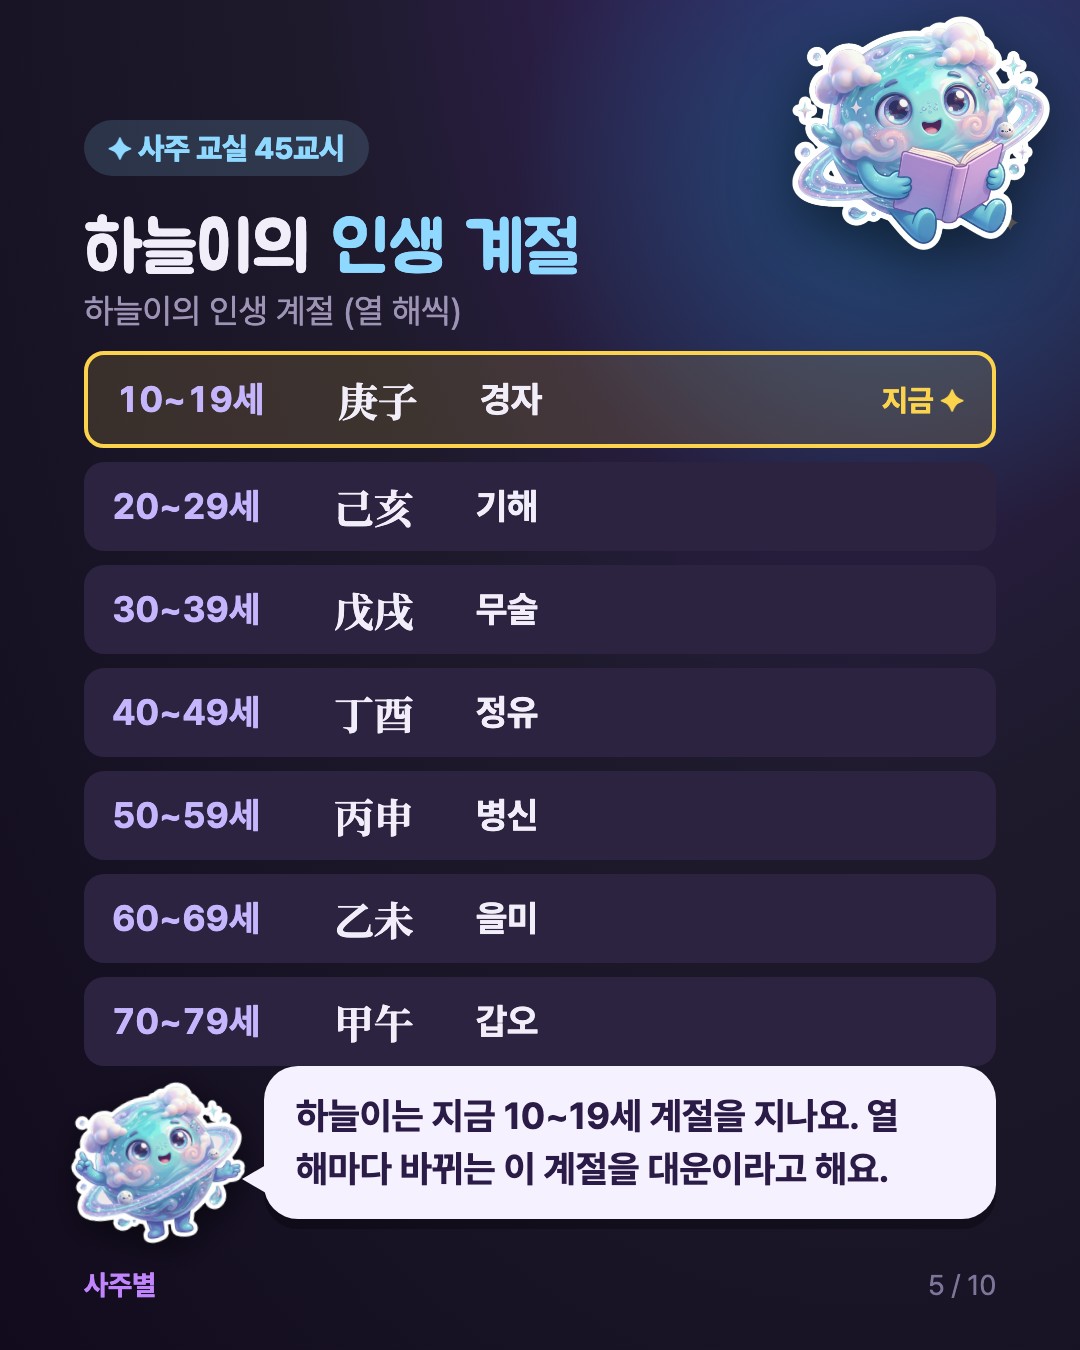 ✦ 사주 교실 45교시
하늘이의 인생 계절
하늘이의 인생 계절 (열 해씩)
10~19세 庚子 경자 지금 ✦
20~29세 己亥 기해
30~39세 戊戌 무술
40~49세 丁酉 정유
50~59세 丙申 병신
60~69세 乙未 을미
70~79세 甲午 갑오
하늘이는 지금 10~19세 계절을 지나요. 열
해마다 바뀌는 이 계절을 대운이라고 해요.
사주별 5 / 10